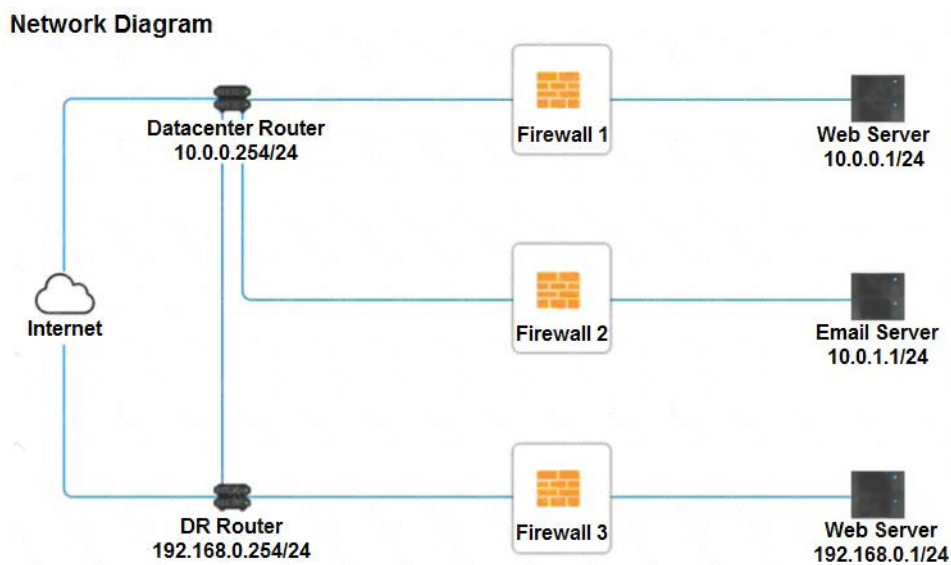 Network Diagram
Datacenter Router
10.0.0.254/24
Firewall 1
Web Server
10.0.0.1/24
Internet
Firewall 2
Email Server
10.0.1.1/24
DR Router
192.168.0.254/24
Firewall 3
Web Server
192.168.0.1/24